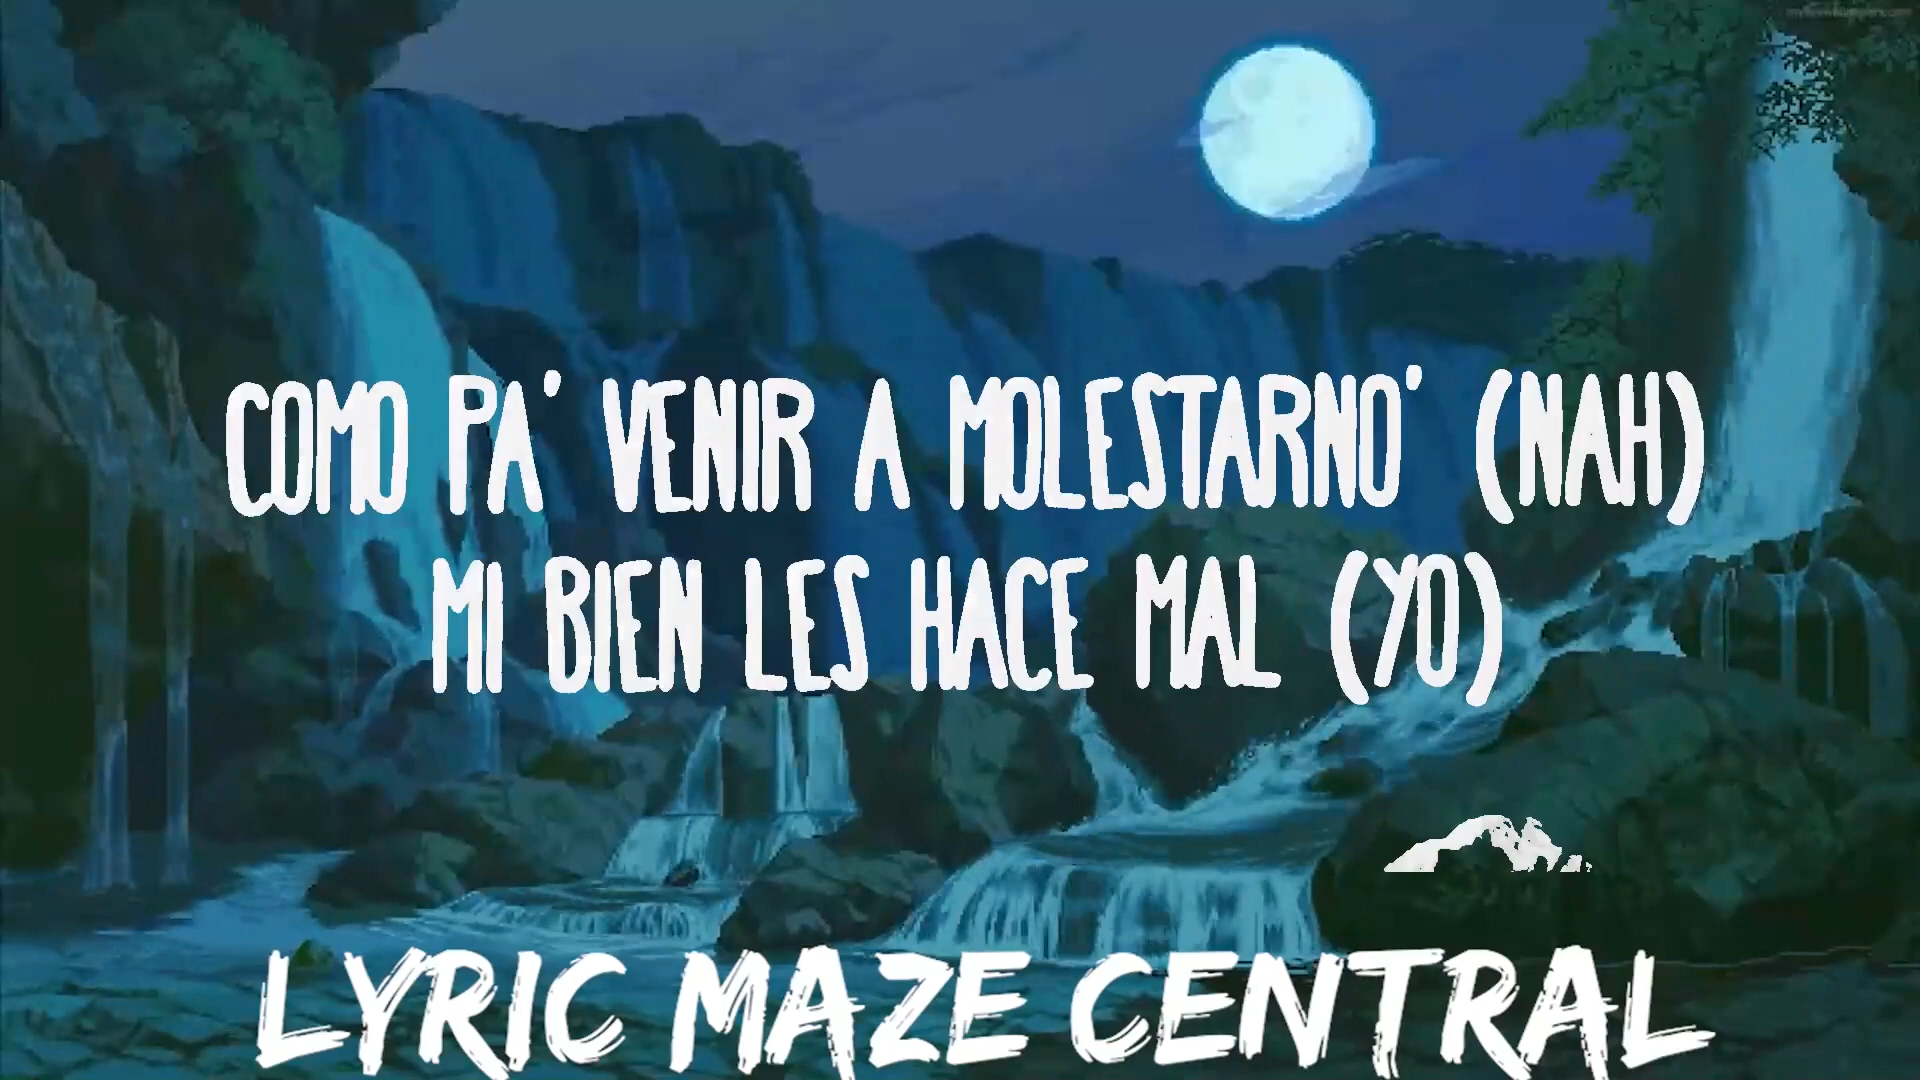 COMO PA' VENIR A MOLESTARNO' (NAH)
MI BIEN LES HACE MAL (YO)
LYRIC MAZE CENTRAL